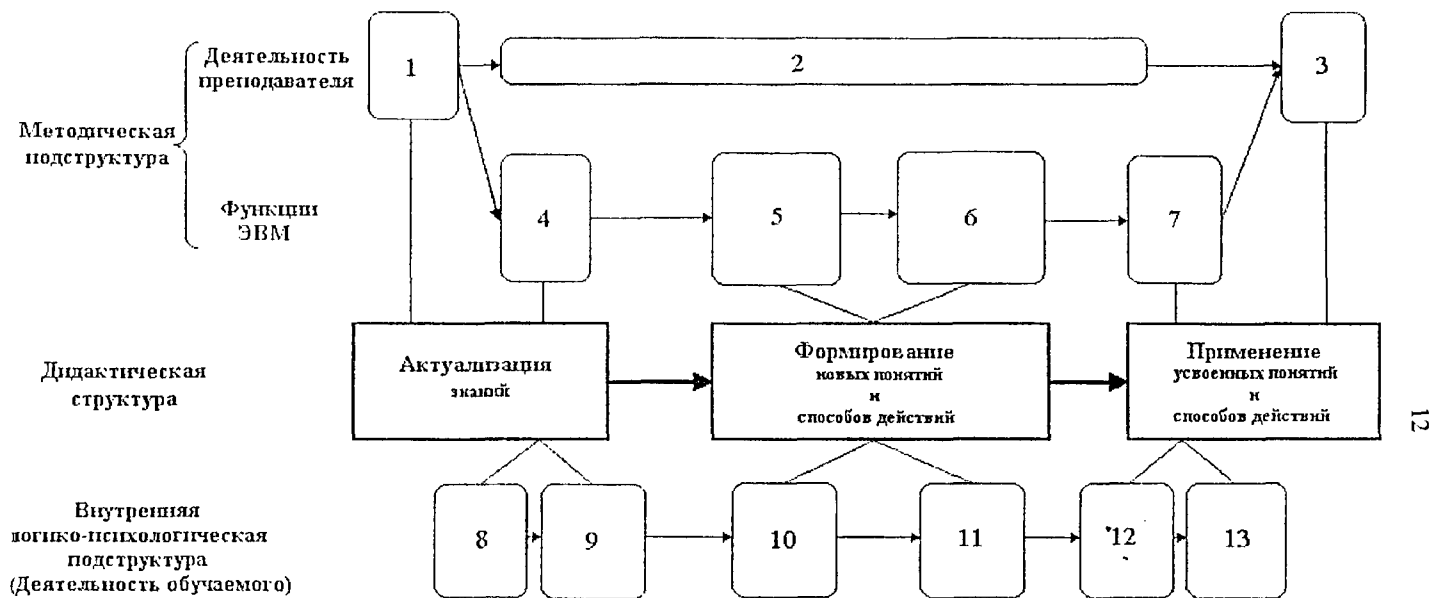 Деятельность
преподавателя
1
2
3
Методическая
подструктура
Функции
ЭВМ
4
5
6
7
Дидактическая
структура
Актуализация
знаний
Формирование
новых понятий
и
способов действий
Применение
усвоенных понятий
и
способов действий
12
Внутренняя
логико-психологическая
подструктура
(Деятельность обучаемого)
8
9
10
11
12
13